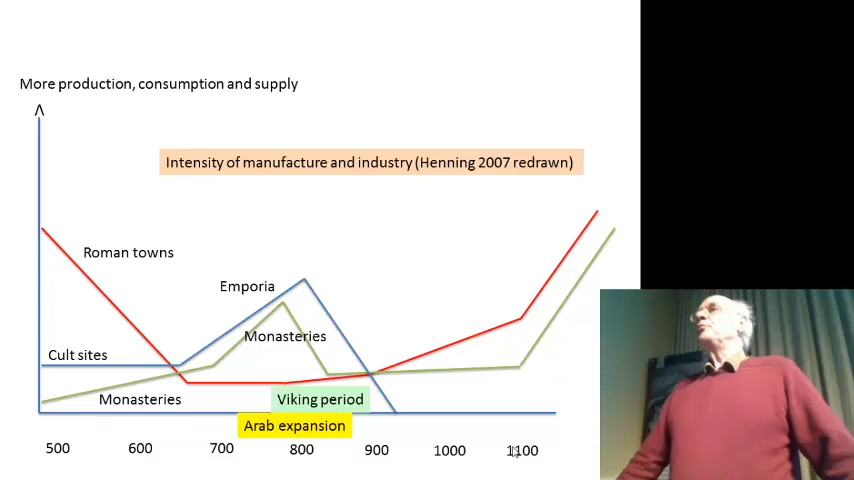 More production, consumption and supply
Λ
Intensity of manufacture and industry (Henning 2007 redrawn)
Roman towns
Emporia
Monasteries
Cult sites
Monasteries
Viking period
Arab expansion
500 600 700 800 900 1000 1100